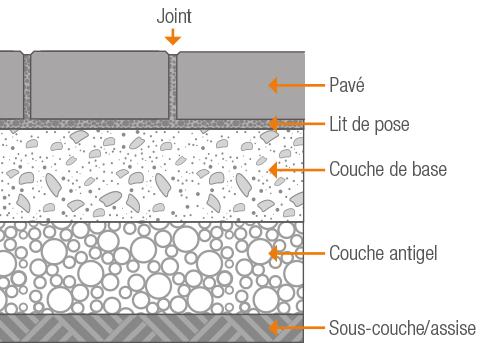 Joint
Pavé
Lit de pose
Couche de base
Couche antigel
Sous-couche/assise